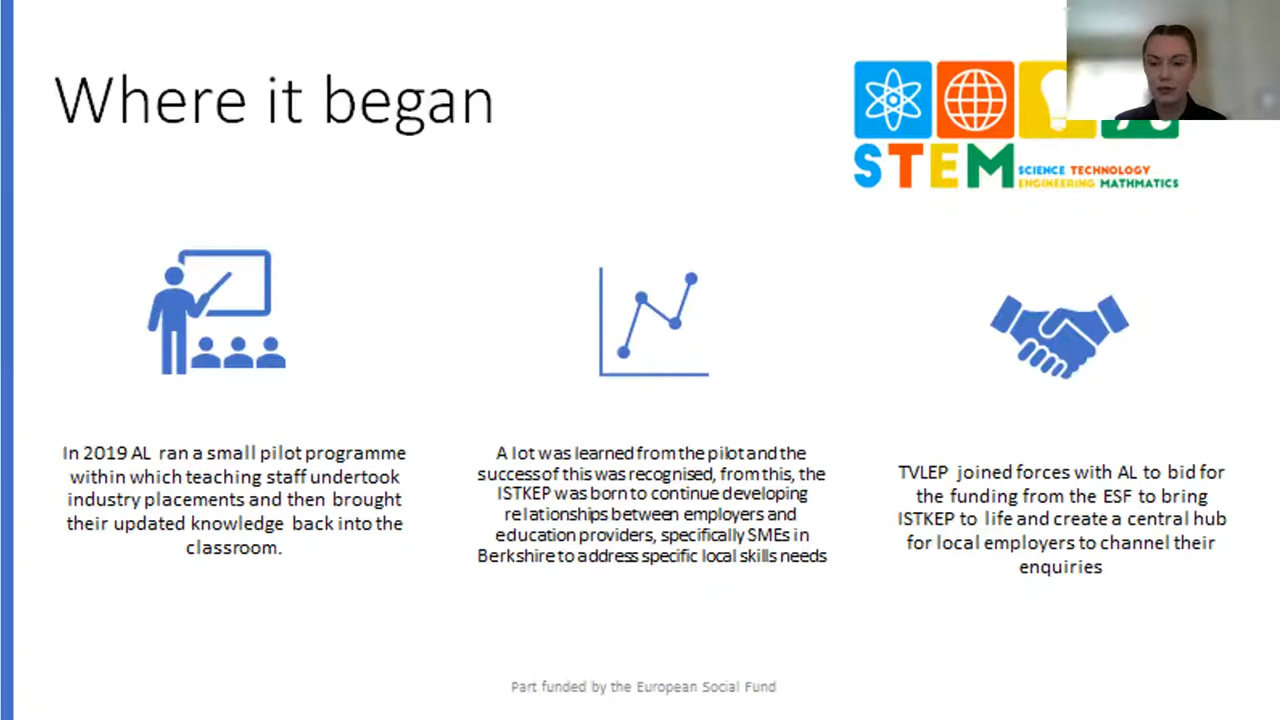 Where it began
STEM
SCIENCE TECHNOLOGY
ENGINEERING MATHMATICS
In 2019 AL ran a small pilot programme
within which teaching staff undertook
industry placements and then brought
their updated knowledge back into the
classroom.
A lot was learned from the pilot and the
success of this was recognised, from this, the
ISTKEP was born to continue developing
relationships between employers and
education providers, specifically SMEs in
Berkshire to address specific local skills needs
TVLEP joined forces with AL to bid for
the funding from the ESF to bring
ISTKEP to life and create a central hub
for local employers to channel their
enquiries
Part funded by the European Social Fund